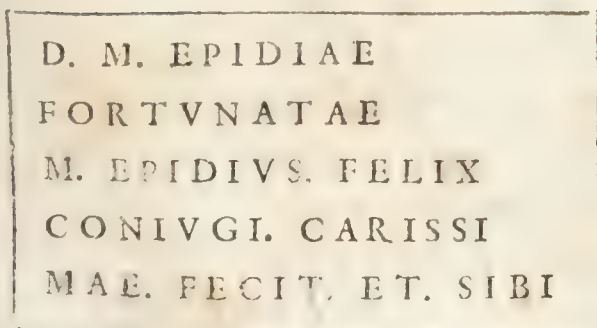 D. M. EPIDIAE
FORTVNATAE
M. EPIDIVS. FELIX
CONIVGI. CARISSI
MAE. FECIT. ET. SIBI